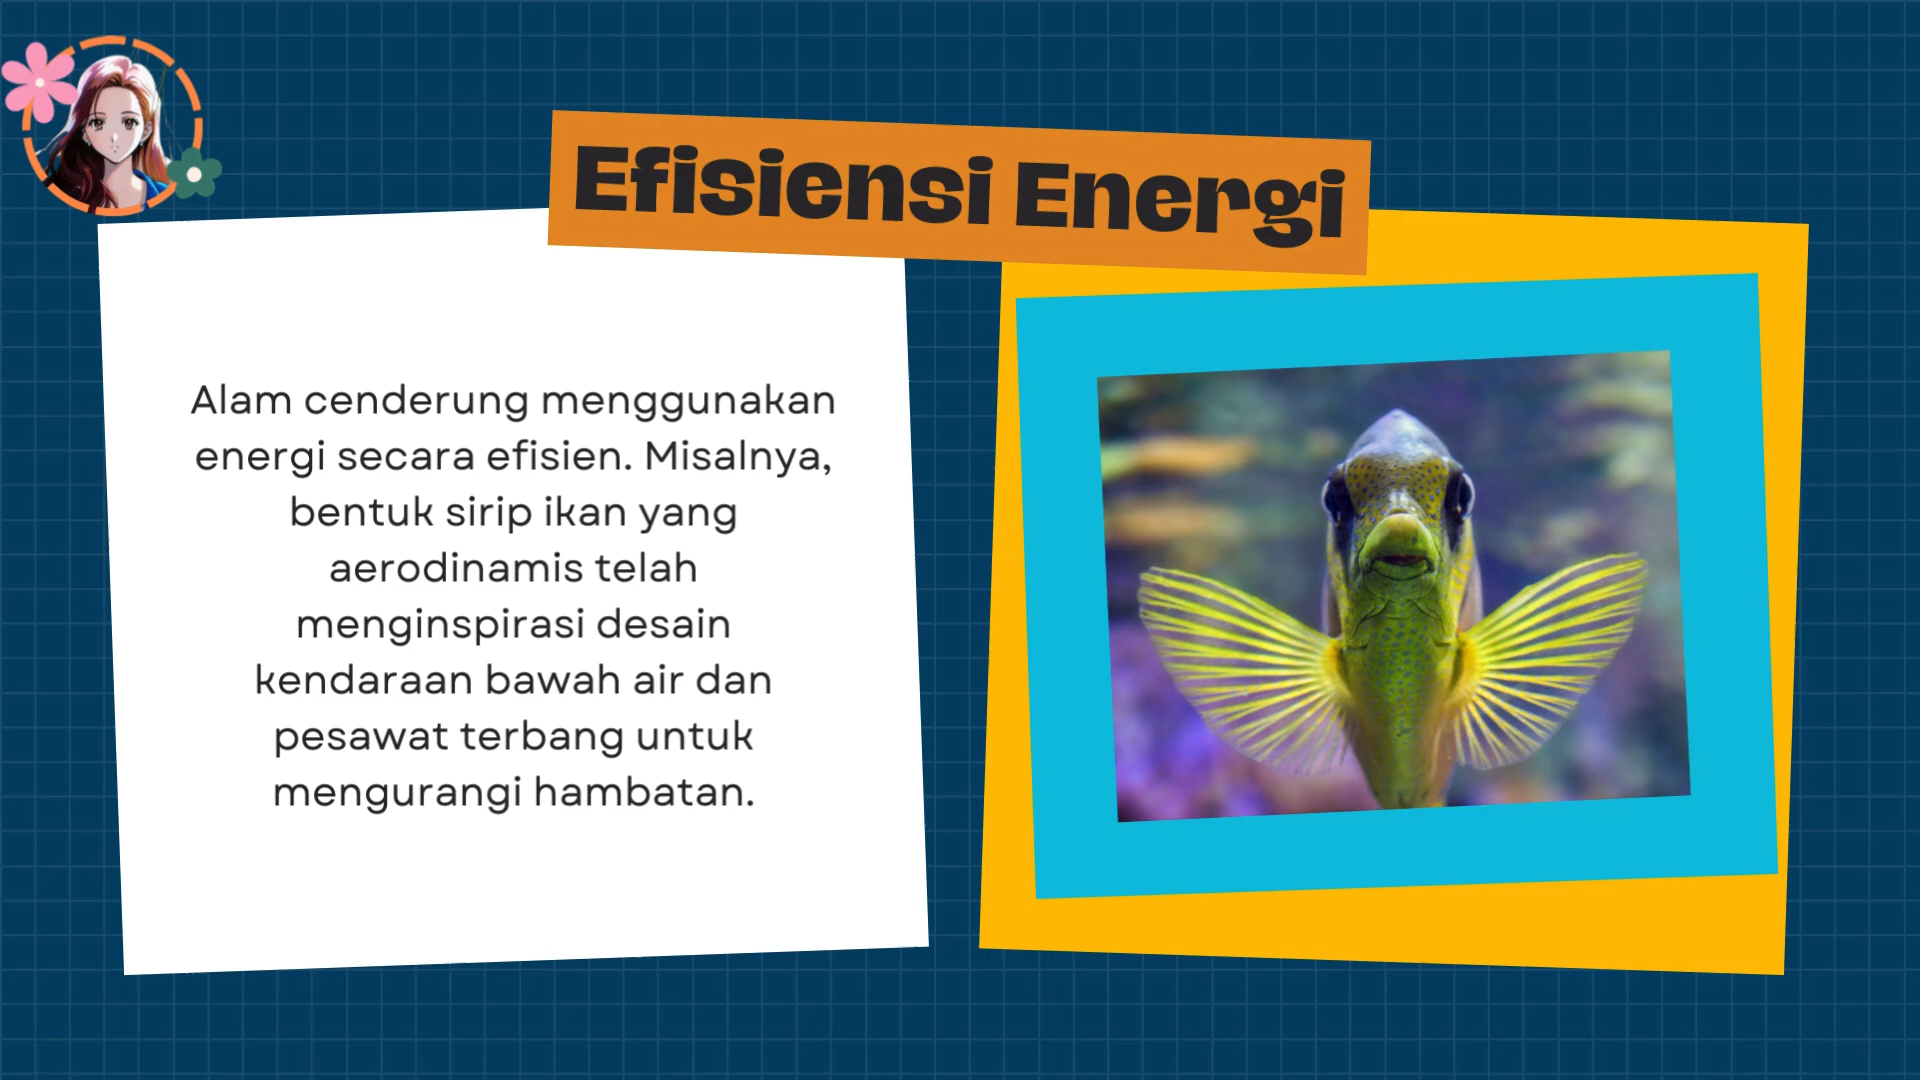 Efisiensi Energi
Alam cenderung menggunakan
energi secara efisien. Misalnya,
bentuk sirip ikan yang
aerodinamis telah
menginspirasi desain
kendaraan bawah air dan
pesawat terbang untuk
mengurangi hambatan.